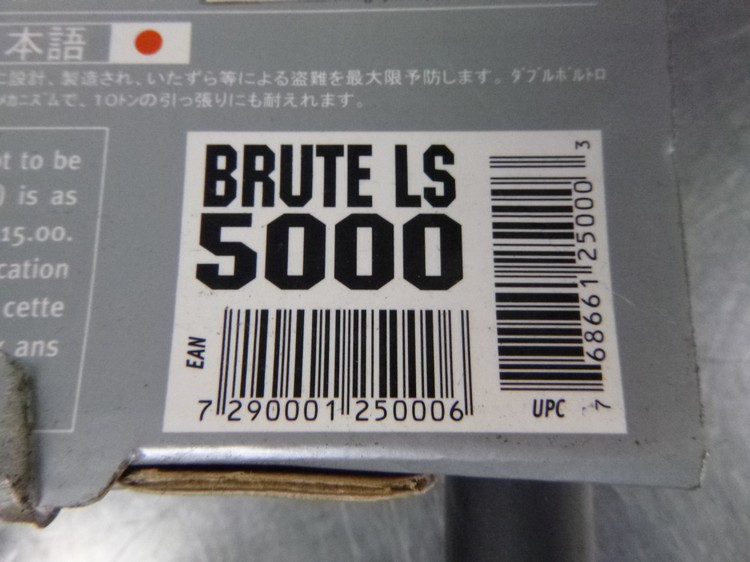 本本語
に設計、製造され、いたずら等による盗難を最大限予防します。ダブルボルトロ
メカニズムで、10トンの引っ張りにも耐えれます。
ot to be
) is as
15.00.
cation
cette
ans
BRUTE LS
5000
EAN
7 290001 250006
UPC
7 68661 25000 3